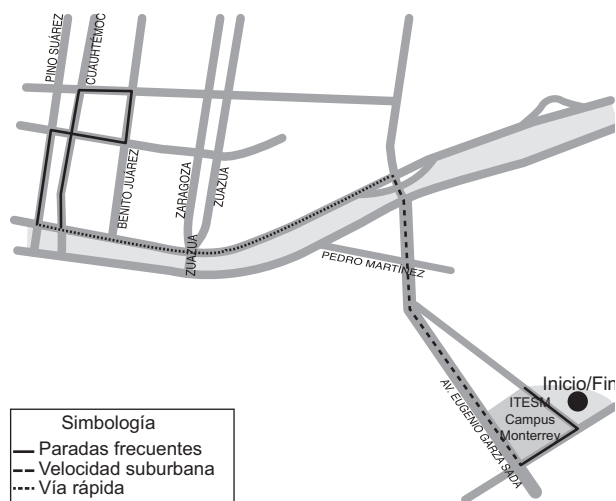 PINO SUÁREZ
CUAUHTÉMOC
BENITO JUÁREZ
ZARAGOZA
ZUAZUA
ZUAZUA
PEDRO MARTÍNEZ
AV. EUGENIO GARZA SADA
Inicio/Fin
ITESM
Campus
Monterrey
Simbología
Paradas frecuentes
Velocidad suburbana
Vía rápida